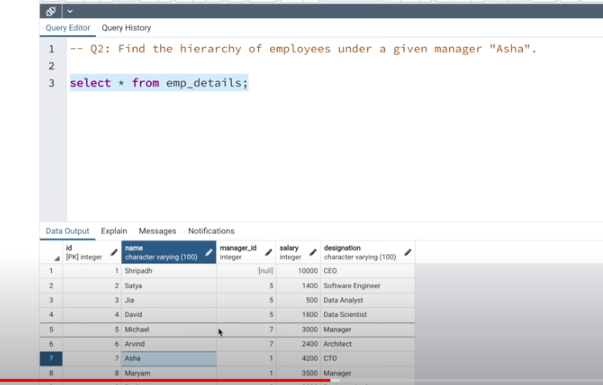 Query Editor Query History
1 -- Q2: Find the hierarchy of employees under a given manager "Asha".
2
3 select * from emp_details;
Data Output Explain Messages Notifications
id name manager_id salary designation
[PK] integer character varying (100) integer integer character varying (100)
1 1 Shripadh [null] 10000 CEO
2 2 Satya 5 1400 Software Engineer
3 3 Jia 5 500 Data Analyst
4 4 David 5 1800 Data Scientist
5 5 Michael 7 3000 Manager
6 6 Arvind 7 2400 Architect
7 7 Asha 1 4200 CTO
8 8 Maryam 1 3500 Manager